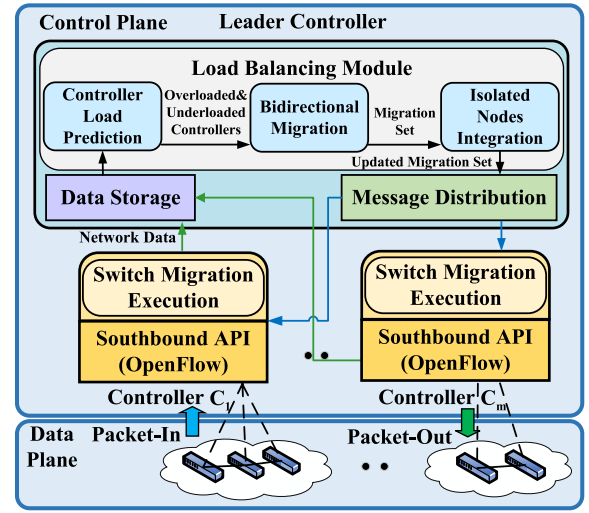 Control Plane
Leader Controller
Load Balancing Module
Controller
Load
Prediction
Overloaded&
Underloaded
Controllers
Bidirectional
Migration
Migration
Set
Isolated
Nodes
Integration
Updated Migration Set
Data Storage
Message Distribution
Network Data
Switch Migration
Execution
Southbound API
(OpenFlow)
Controller C1
Switch Migration
Execution
Southbound API
(OpenFlow)
Controller Cm
Data
Plane
Packet-In
Packet-Out